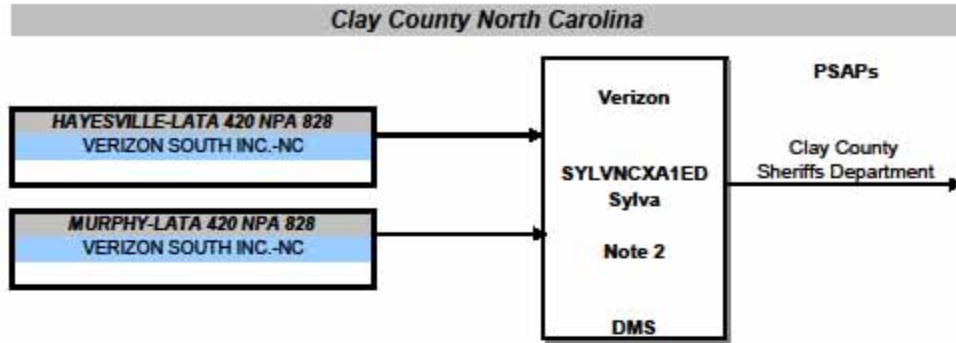 Clay County North Carolina
HAYESVILLE-LATA 420 NPA 828
VERIZON SOUTH INC.-NC
MURPHY-LATA 420 NPA 828
VERIZON SOUTH INC.-NC
Verizon
SYLVNCXA1ED
Sylva
Note 2
DMS
PSAPs
Clay County
Sheriffs Department